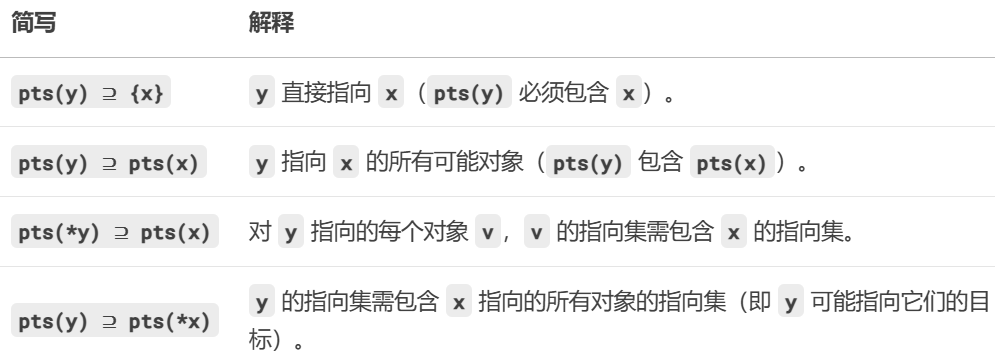 简写 解释
pts(y) ⊇ {x} y 直接指向 x（pts(y) 必须包含 x）。
pts(y) ⊇ pts(x) y 指向 x 的所有可能对象（pts(y) 包含 pts(x)）。
pts(*y) ⊇ pts(x) 对 y 指向的每个对象 v，v 的指向集需包含 x 的指向集。
pts(y) ⊇ pts(*x) y 的指向集需包含 x 指向的所有对象的指向集（即 y 可能指向它们的目
标）。